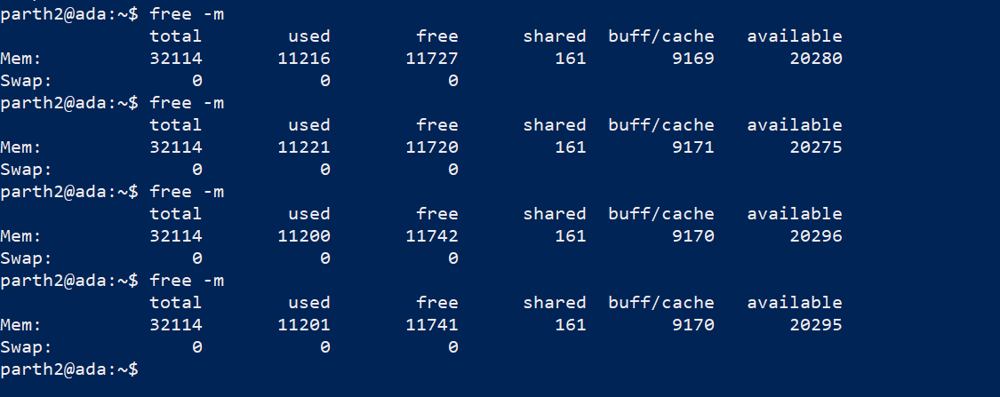 parth2@ada:~$ free -m
              total        used        free      shared  buff/cache   available
Mem:          32114       11216       11727         161        9169       20280
Swap:             0           0           0
parth2@ada:~$ free -m
              total        used        free      shared  buff/cache   available
Mem:          32114       11221       11720         161        9171       20275
Swap:             0           0           0
parth2@ada:~$ free -m
              total        used        free      shared  buff/cache   available
Mem:          32114       11200       11742         161        9170       20296
Swap:             0           0           0
parth2@ada:~$ free -m
              total        used        free      shared  buff/cache   available
Mem:          32114       11201       11741         161        9170       20295
Swap:             0           0           0
parth2@ada:~$